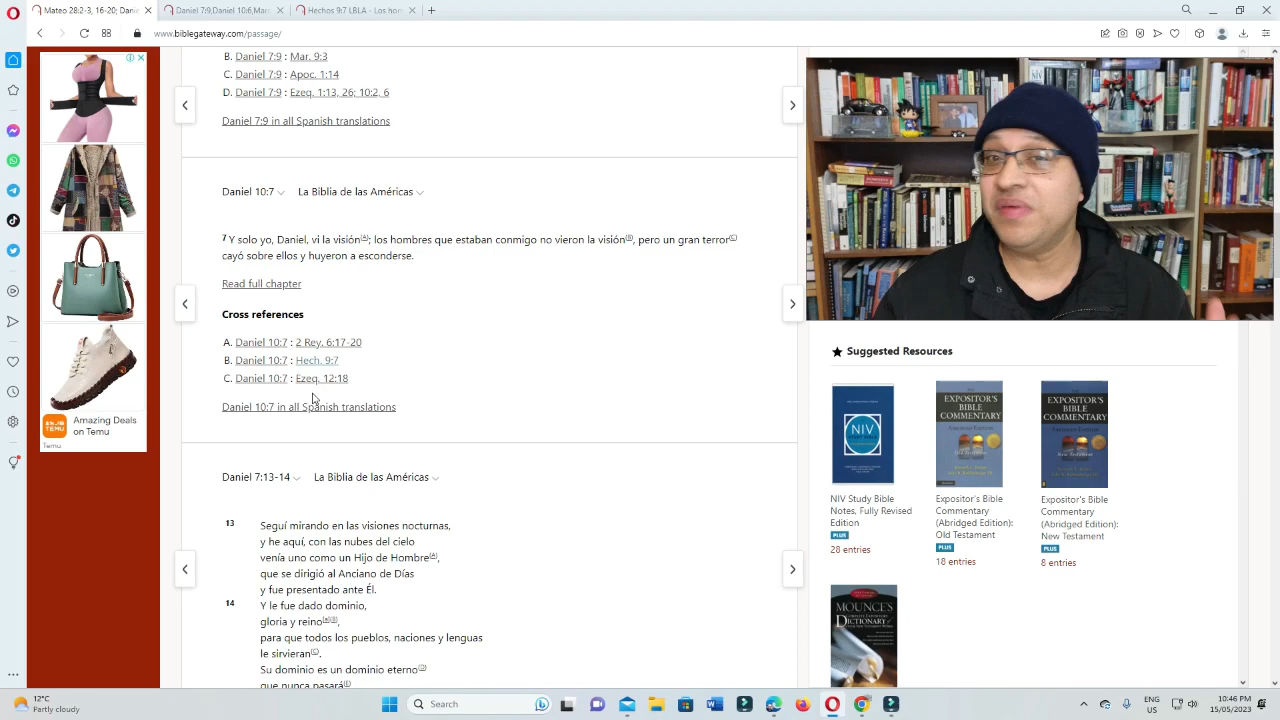 Mateo 28:2-3, 16-20; Dani
Daniel 7:9,Daniel 10:6,Marc
Hechos 9:7 LBLA - Los hom
www.biblegateway.com/passage/
B. Daniel 7:9 : Mar. 9:3
C. Daniel 7:9 : Apoc. 1:14
D. Daniel 7:9 : Ezeq. 1:13, 26; 10:2, 6
Daniel 7:9 in all Spanish translations
Daniel 10:7 La Biblia de las Américas
7 Y solo yo, Daniel, vi la visión; los hombres que estaban conmigo no vieron la visión[B], pero un gran terror[C]
cayó sobre ellos y huyeron a esconderse.
Read full chapter
Cross references
Daniel 10:7 : 2 Rey. 6:17-20
B. Daniel 10:7 : Hech. 9:7
C. Daniel 10:7 : Ezeq. 12:18
Daniel 10:7 in all Spanish translations
Daniel 7:13-14 La Biblia de las Américas
13 Seguí mirando en las visiones nocturnas,
y he aquí, con las nubes del cielo
venía uno como un Hijo de Hombre[A],
que se dirigió al Anciano de Días
y fue presentado ante Él.
14 Y le fue dado dominio,
gloria y reino,
para que todos los pueblos, naciones y lenguas
le sirvieran[C].
Su dominio es un dominio eterno[D]
que nunca pasará[E]
Amazing Deals
on Temu
TEMU
Temu
Suggested Resources
NIV
EXPOSITOR'S
BIBLE
COMMENTARY
EXPOSITOR'S
BIBLE
COMMENTARY
NIV Study Bible
Notes, Fully Revised
Edition
PLUS
28 entries
Expositor's Bible
Commentary
(Abridged Edition):
Old Testament
PLUS
18 entries
Expositor's Bible
Commentary
(Abridged Edition):
New Testament
PLUS
8 entries
MOUNCE'S
DICTIONARY
12°C
Partly cloudy
Search
ENG
US
10:46 PM
15/05/2023